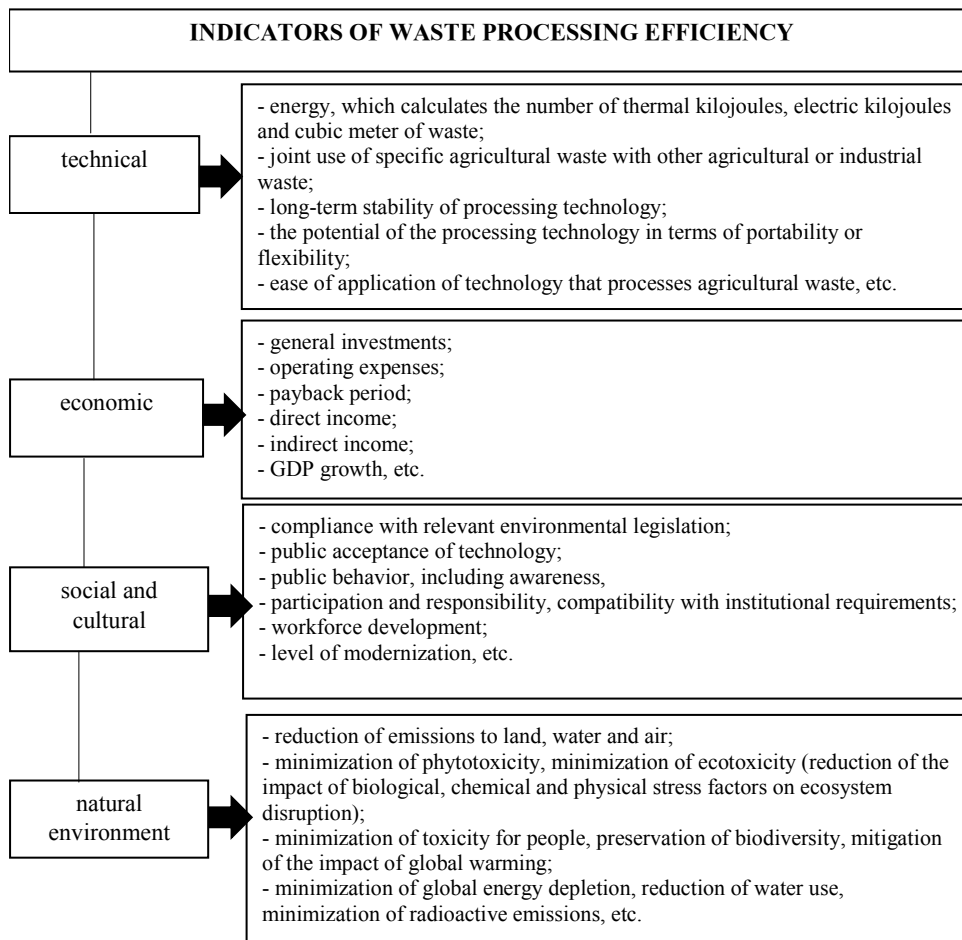 INDICATORS OF WASTE PROCESSING EFFICIENCY
technical
- energy, which calculates the number of thermal kilojoules, electric kilojoules
and cubic meter of waste;
- joint use of specific agricultural waste with other agricultural or industrial
waste;
- long-term stability of processing technology;
- the potential of the processing technology in terms of portability or
flexibility;
- ease of application of technology that processes agricultural waste, etc.
economic
- general investments;
- operating expenses;
- payback period;
- direct income;
- indirect income;
- GDP growth, etc.
social and
cultural
- compliance with relevant environmental legislation;
- public acceptance of technology;
- public behavior, including awareness,
- participation and responsibility, compatibility with institutional requirements;
- workforce development;
- level of modernization, etc.
natural
environment
- reduction of emissions to land, water and air;
- minimization of phytotoxicity, minimization of ecotoxicity (reduction of the
impact of biological, chemical and physical stress factors on ecosystem
disruption);
- minimization of toxicity for people, preservation of biodiversity, mitigation
of the impact of global warming;
- minimization of global energy depletion, reduction of water use,
minimization of radioactive emissions, etc.